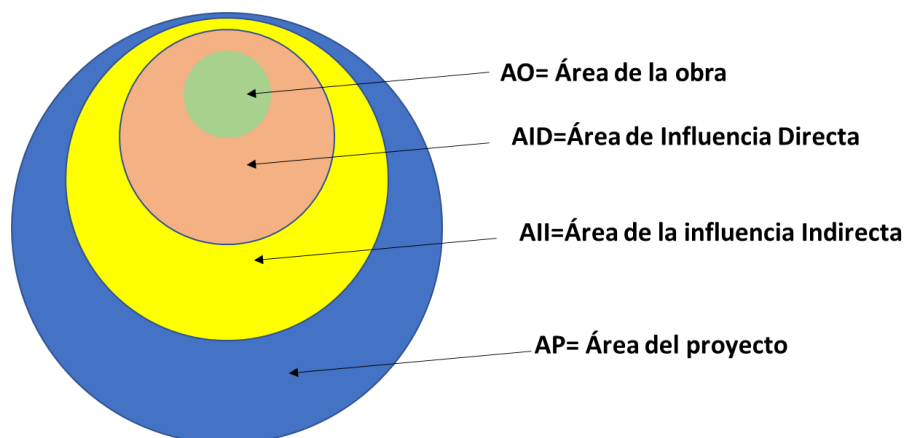 AO= Área de la obra
AID=Área de Influencia Directa
AII=Área de la influencia Indirecta
AP= Área del proyecto